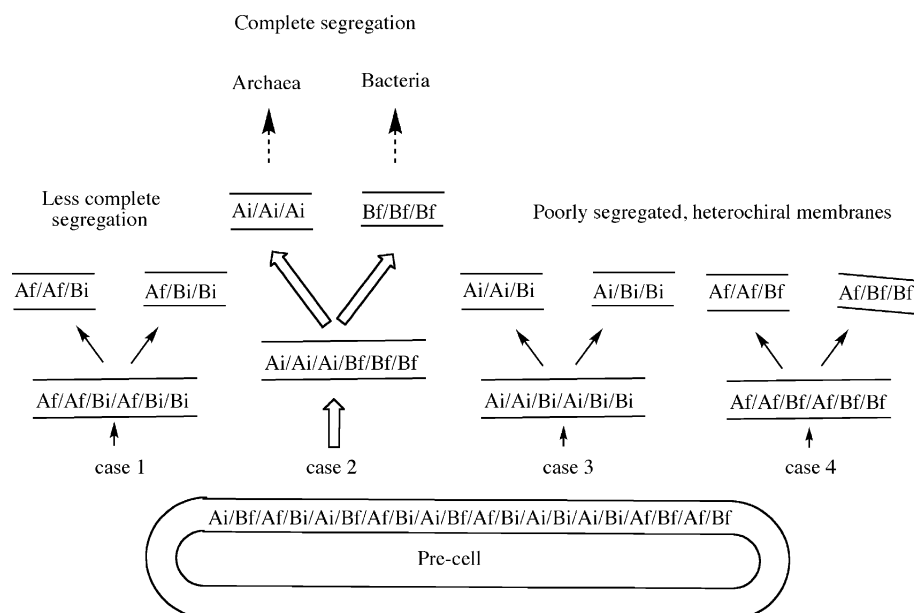 Complete segregation
Archaea
Bacteria
Less complete
segregation
Ai/Ai/Ai
Bf/Bf/Bf
Poorly segregated, heterochiral membranes
Af/Af/Bi
Af/Bi/Bi
Ai/Ai/Bi
Ai/Bi/Bi
Af/Af/Bf
Af/Bf/Bf
Ai/Ai/Ai/Bf/Bf/Bf
Af/Af/Bi/Af/Bi/Bi
Ai/Ai/Bi/Ai/Bi/Bi
Af/Af/Bf/Af/Bf/Bf
case 1
case 2
case 3
case 4
Ai/Bf/Af/Bi/Ai/Bf/Af/Bi/Ai/Bf/Af/Bi/Ai/Bi/Ai/Bi/Af/Bf/Af/Bf
Pre-cell